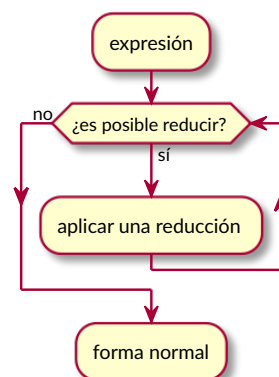 expresión
no
¿es posible reducir?
sí
aplicar una reducción
forma normal